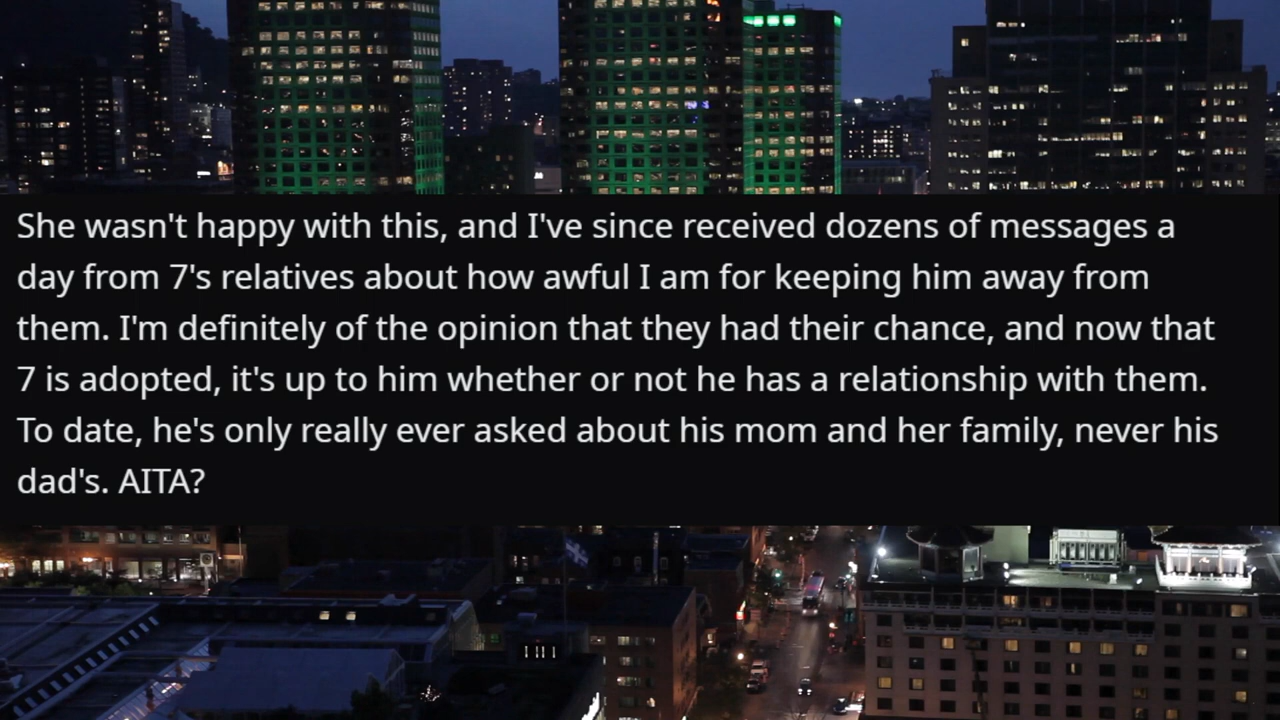 She wasn't happy with this, and I've since received dozens of messages a
day from 7's relatives about how awful I am for keeping him away from
them. I'm definitely of the opinion that they had their chance, and now that
7 is adopted, it's up to him whether or not he has a relationship with them.
To date, he's only really ever asked about his mom and her family, never his
dad's. AITA?